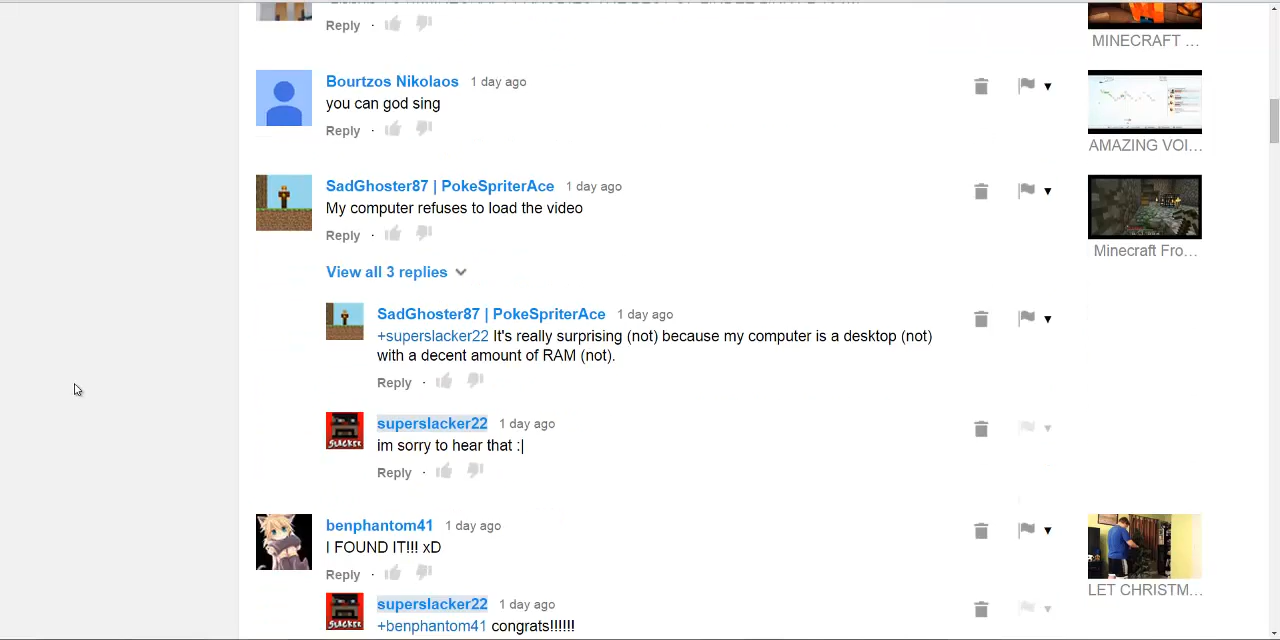 Reply ·
MINECRAFT ...
Bourtzos Nikolaos 1 day ago
you can god sing
Reply ·
AMAZING VOI...
SadGhoster87 | PokeSpriterAce 1 day ago
My computer refuses to load the video
Reply ·
Minecraft Fro...
View all 3 replies
SadGhoster87 | PokeSpriterAce 1 day ago
+superslacker22 It's really surprising (not) because my computer is a desktop (not)
with a decent amount of RAM (not).
Reply ·
superslacker22 1 day ago
im sorry to hear that :|
SLACKER
Reply ·
benphantom41 1 day ago
I FOUND IT!!! xD
Reply ·
LET CHRISTM...
superslacker22 1 day ago
+benphantom41 congrats!!!!!!
SLACKER